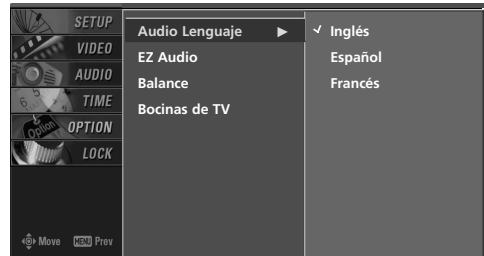 SETUP
VIDEO
AUDIO
TIME
OPTION
LOCK
Move MENU Prev
Audio Lenguaje
EZ Audio
Balance
Bocinas de TV
Inglés
Español
Francés